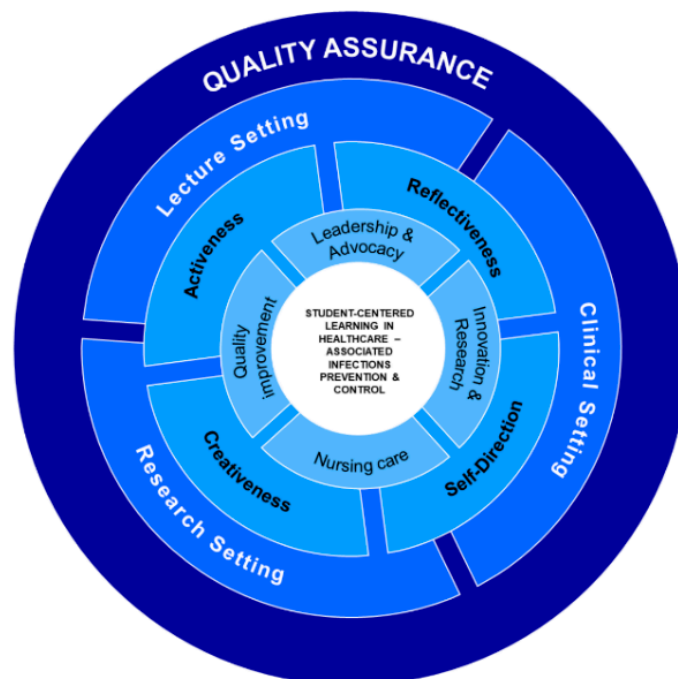 QUALITY ASSURANCE
Lecture Setting
Clinical Setting
Research Setting
Activeness
Reflectiveness
Self-Direction
Creativeness
Leadership &
Advocacy
Innovation &
Research
Nursing care
Quality
improvement
STUDENT-CENTERED
LEARNING IN
HEALTHCARE –
ASSOCIATED
INFECTIONS
PREVENTION &
CONTROL